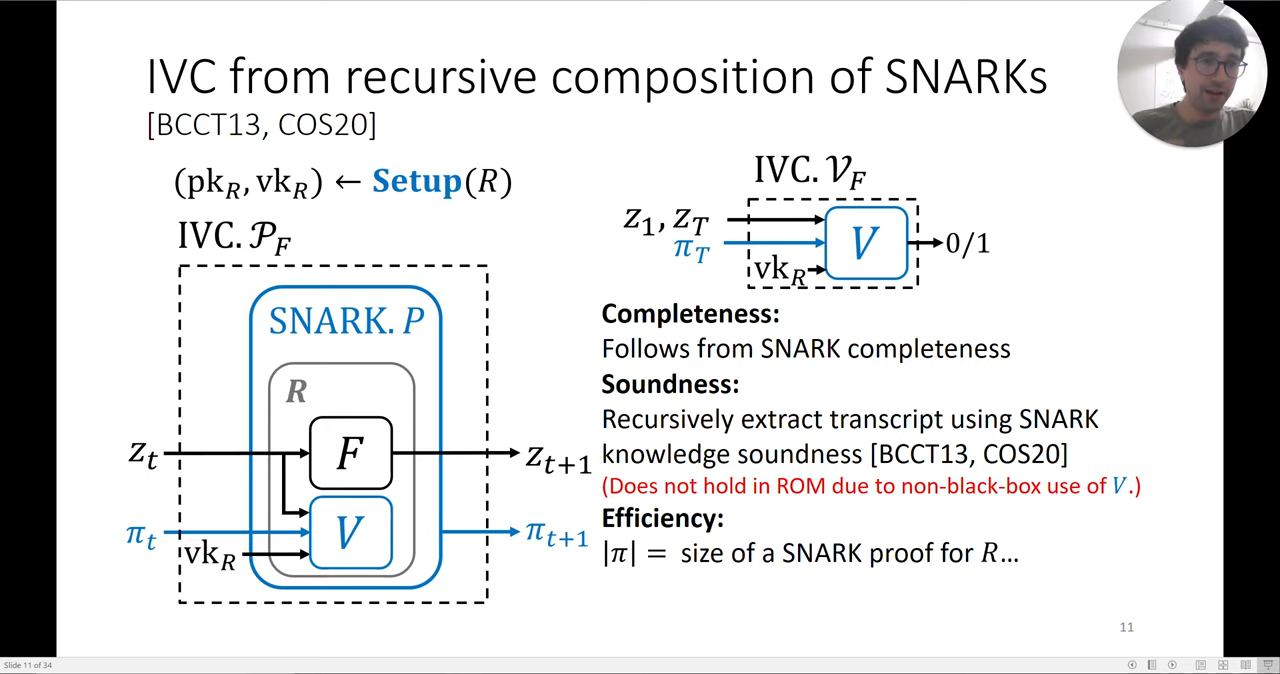 IVC from recursive composition of SNARKs
[BCCT13, COS20]
(pk_R, vk_R) ← Setup(R)
IVC. 𝒫_F
SNARK. P
R
F
z_t
z_{t+1}
V
π_t
vk_R
π_{t+1}
IVC. 𝒱_F
z_1, z_T
π_T
vk_R
V
0/1
Completeness:
Follows from SNARK completeness
Soundness:
Recursively extract transcript using SNARK
knowledge soundness [BCCT13, COS20]
(Does not hold in ROM due to non-black-box use of V.)
Efficiency:
|π| = size of a SNARK proof for R…
11
Slide 11 of 34